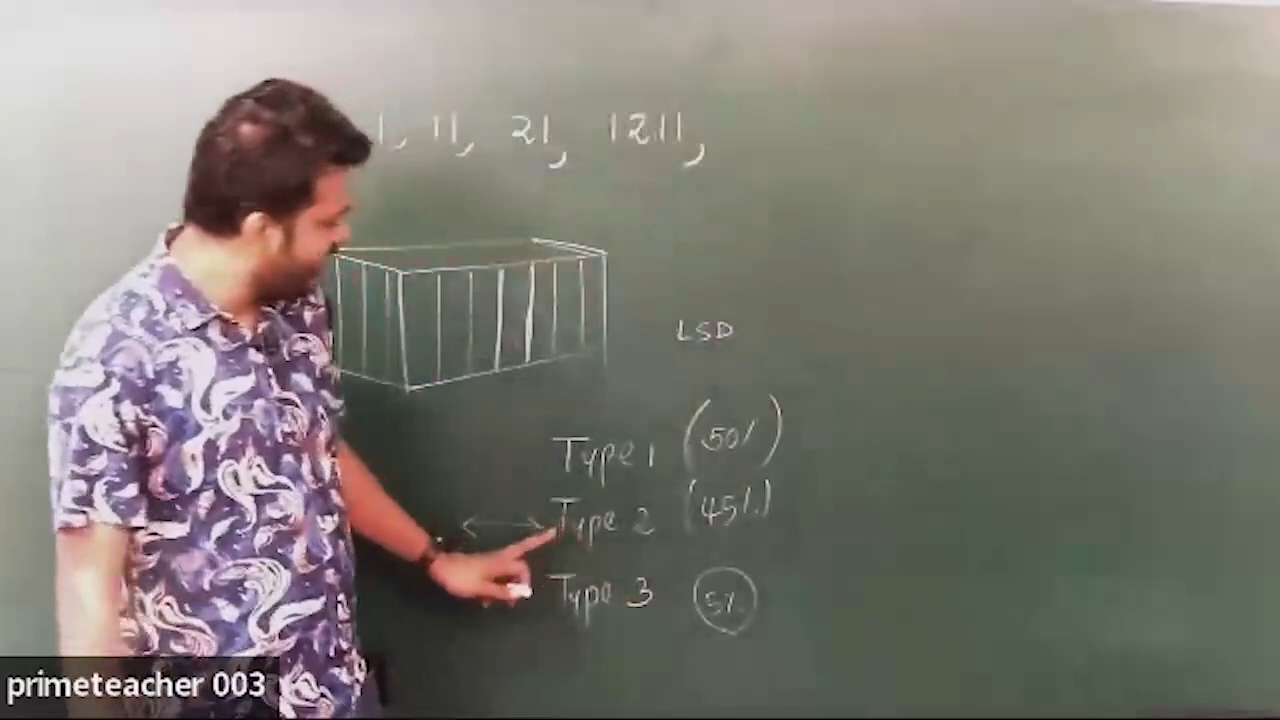 1, 11, 21, 1211,
LSD
Type 1 (50%)
Type 2 (45%)
Type 3 5%
primeteacher 003